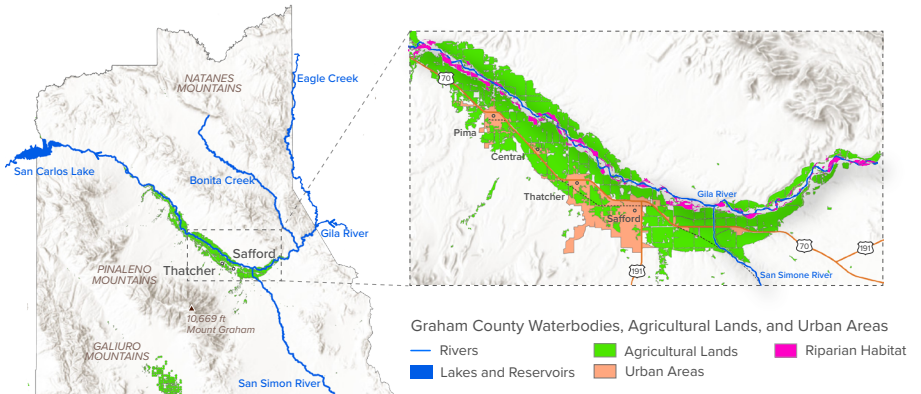 NATANES
MOUNTAINS
Eagle Creek
San Carlos Lake
Bonita Creek
Gila River
Safford
Thatcher
PINALENO
MOUNTAINS
10,669 ft
Mount Graham
GALIURO
MOUNTAINS
San Simon River
70
Pima
Central
Thatcher
Safford
Gila River
70
191
191
San Simone River
Graham County Waterbodies, Agricultural Lands, and Urban Areas
Rivers
Agricultural Lands
Riparian Habitat
Lakes and Reservoirs
Urban Areas